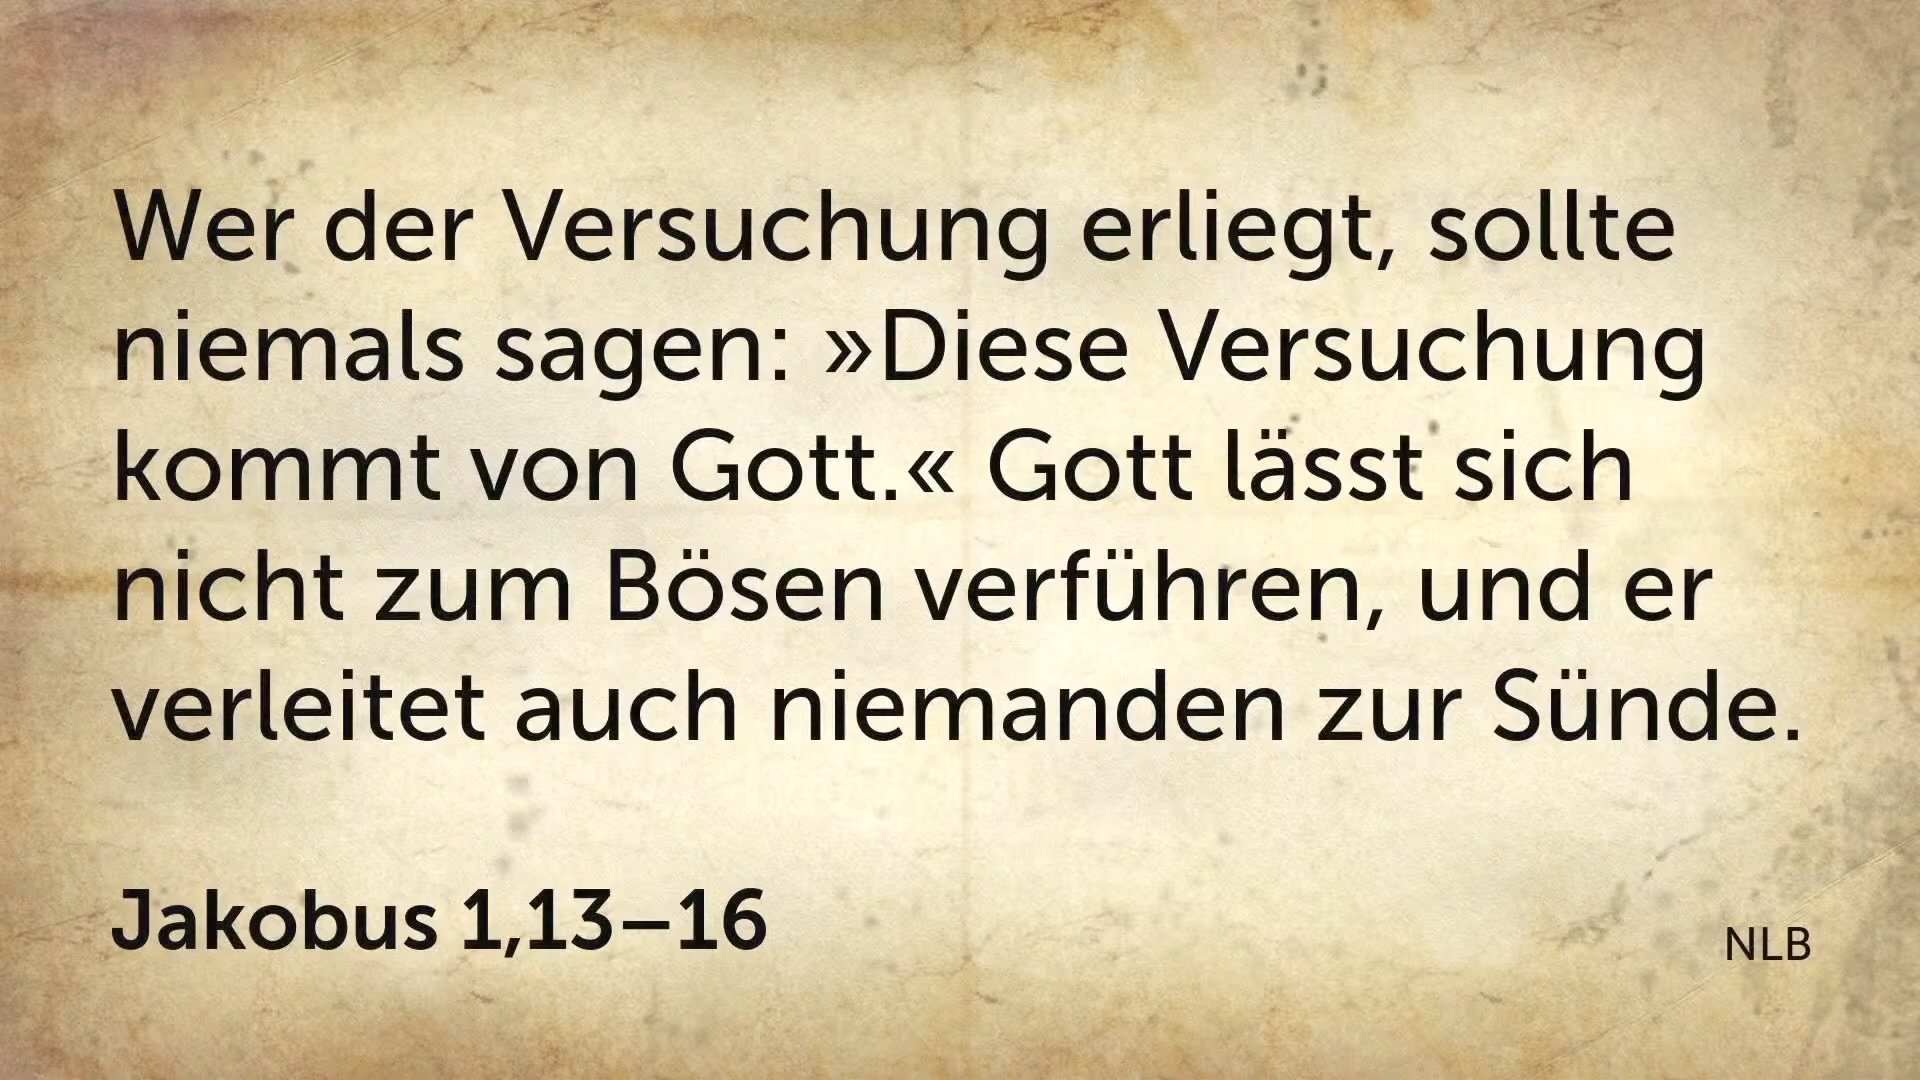 Wer der Versuchung erliegt, sollte
niemals sagen: »Diese Versuchung
kommt von Gott.« Gott lässt sich
nicht zum Bösen verführen, und er
verleitet auch niemanden zur Sünde.
Jakobus 1,13–16
NLB